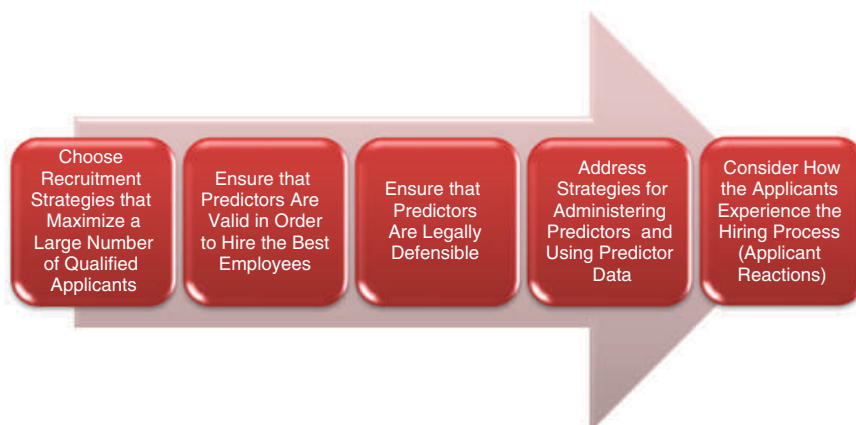 Choose
Recruitment
Strategies that
Maximize a
Large Number
of Qualified
Applicants
Ensure that
Predictors Are
Valid in Order
to Hire the Best
Employees
Ensure that
Predictors
Are Legally
Defensible
Address
Strategies for
Administering
Predictors and
Using Predictor
Data
Consider How
the Applicants
Experience the
Hiring Process
(Applicant
Reactions)